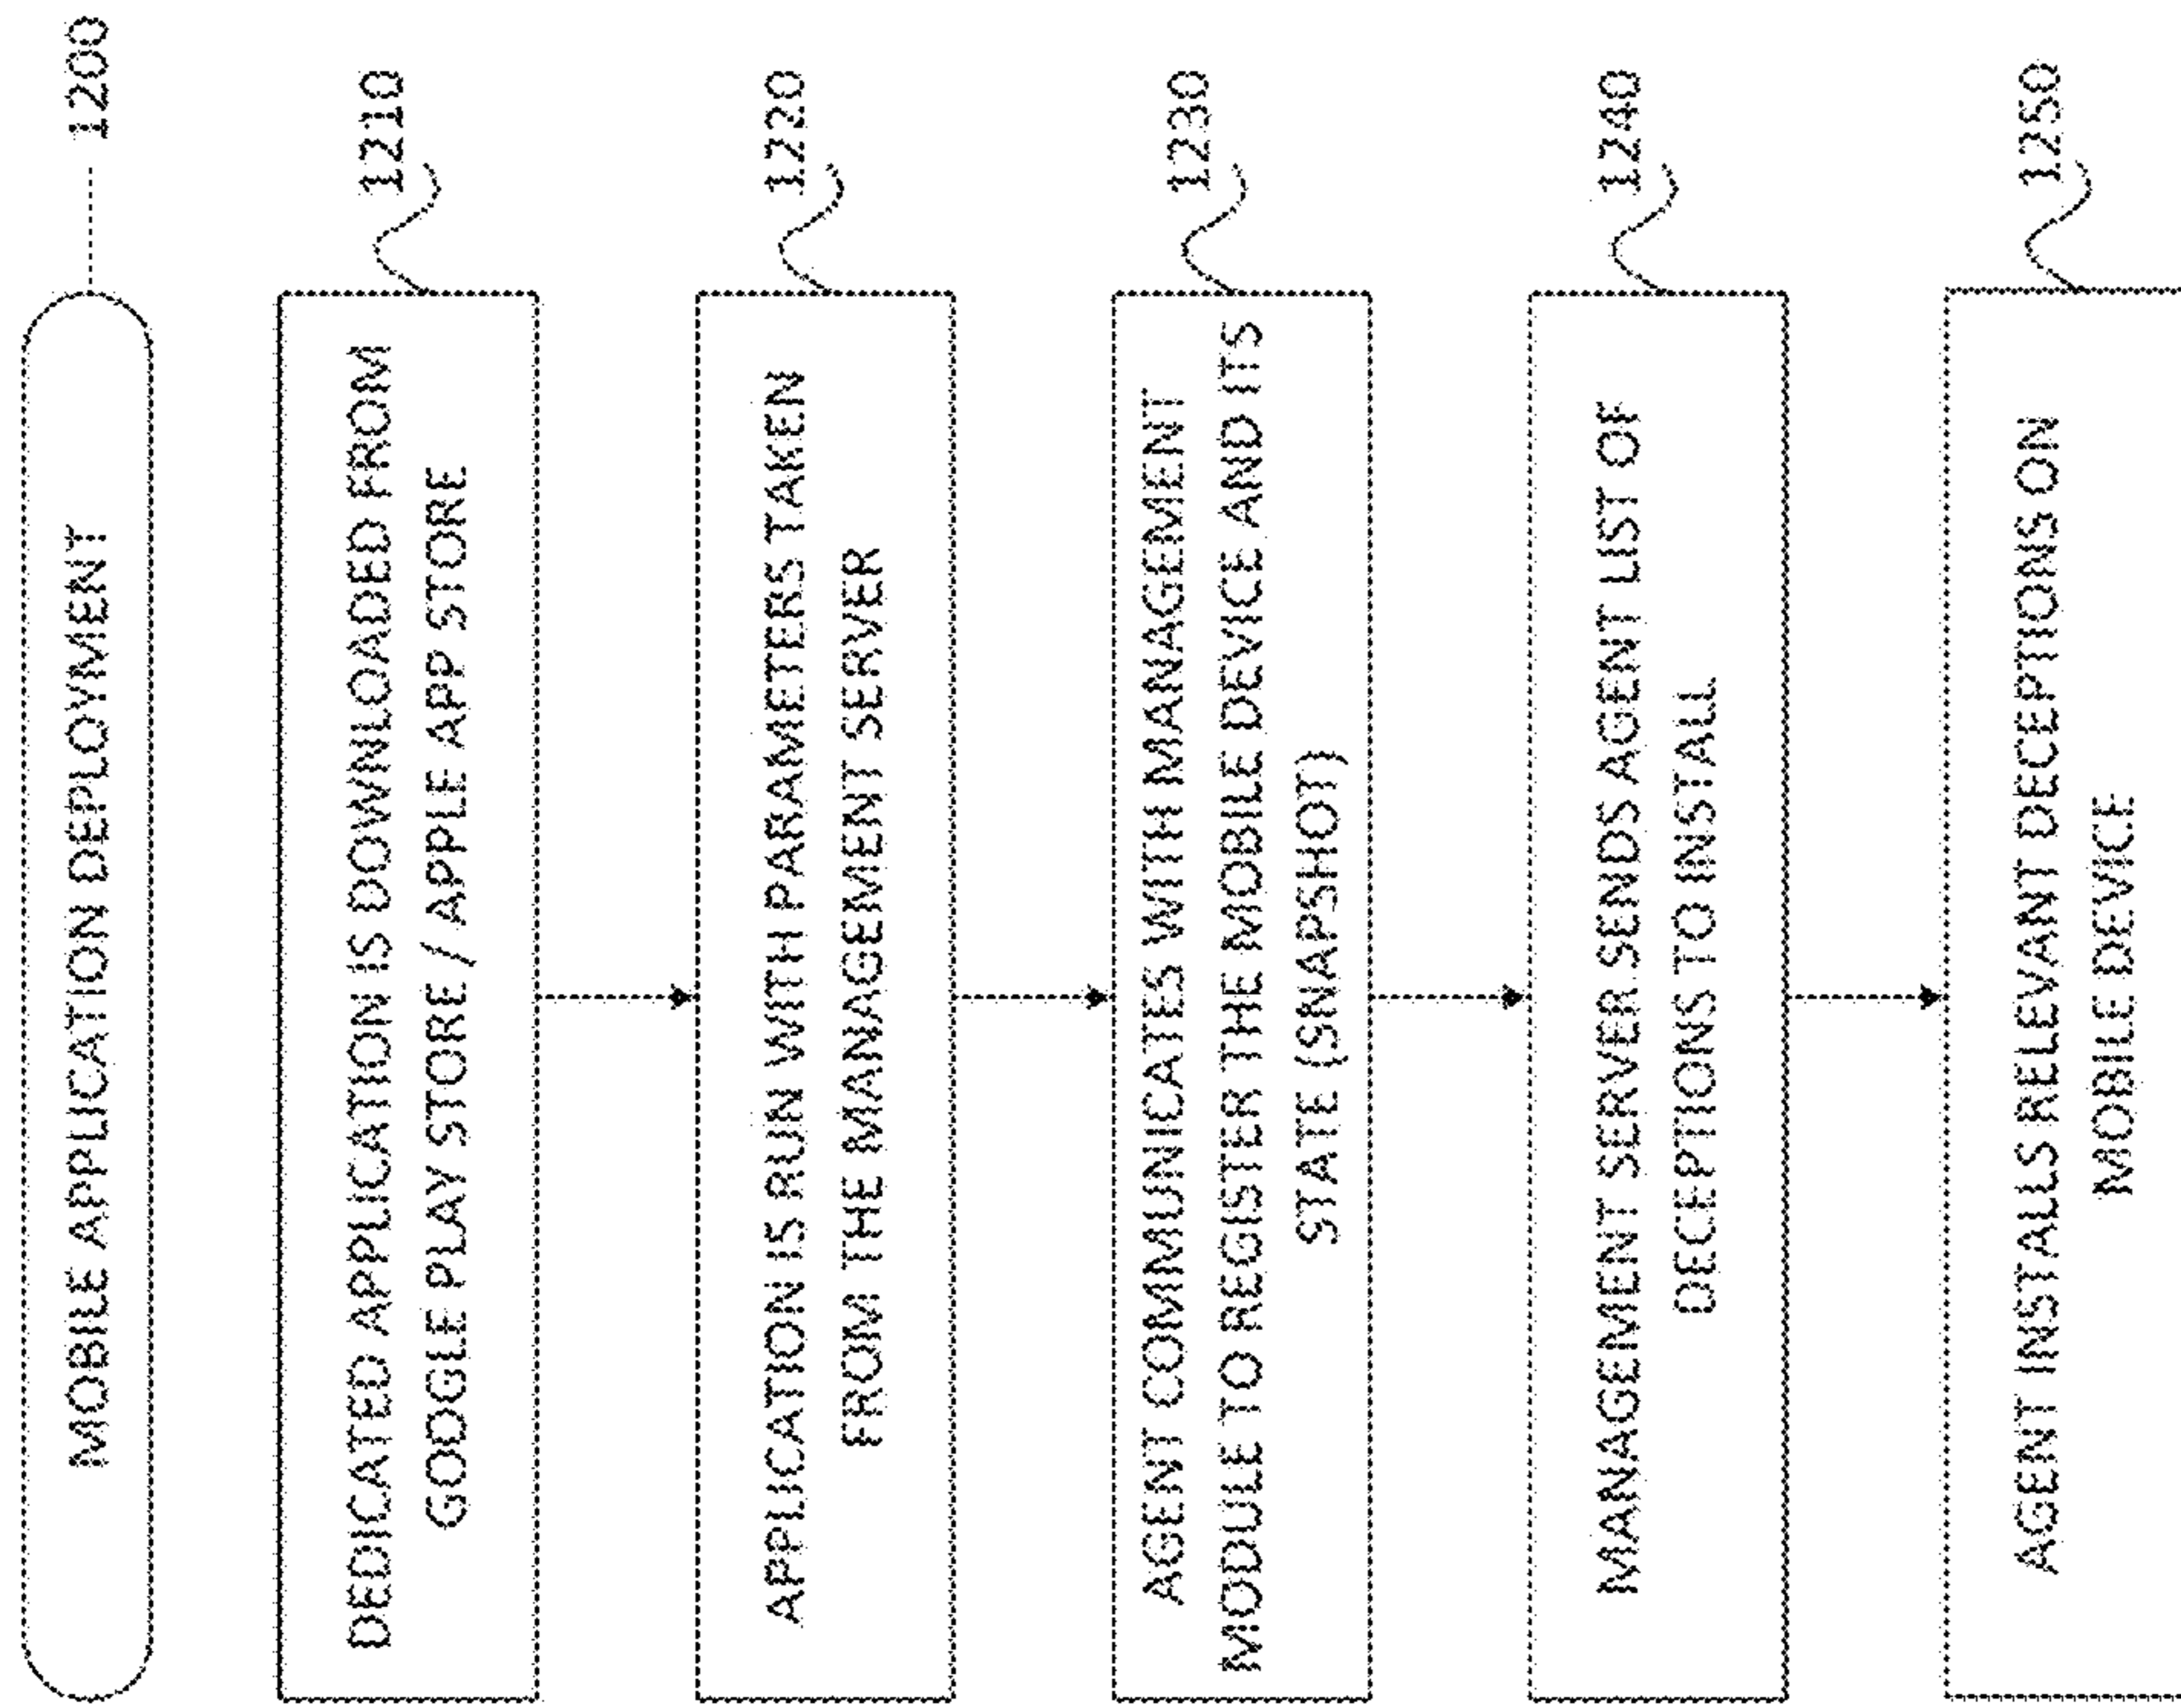 MOBILE APPLICATION DEPLOYMENT
1200
DEDICATED APPLICATION IS DOWNLOADED FROM
GOOGLE PLAY STORE / APPLE APP STORE
1210
APPLICATION IS RUN WITH PARAMETERS TAKEN
FROM THE MANAGEMENT SERVER
1220
AGENT COMMUNICATES WITH MANAGEMENT
MODULE TO REGISTER THE MOBILE DEVICE AND ITS
STATE (SNAPSHOT)
1230
MANAGEMENT SERVER SENDS AGENT LIST OF
DECEPTIONS TO INSTALL
1240
AGENT INSTALLS RELEVANT DECEPTIONS ON
MOBILE DEVICE
1250